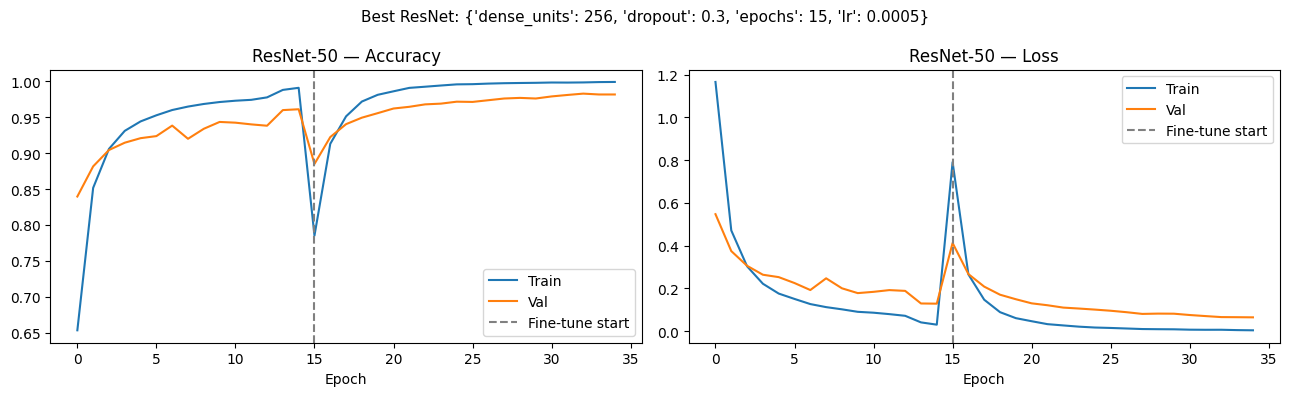 Best ResNet: {'dense_units': 256, 'dropout': 0.3, 'epochs': 15, 'lr': 0.0005}
ResNet-50 — Accuracy
1.00
0.95
0.90
0.85
0.80
0.75
0.70
0.65
Train
Val
Fine-tune start
0 5 10 15 20 25 30 35
Epoch
ResNet-50 — Loss
1.2
1.0
0.8
0.6
0.4
0.2
0.0
Train
Val
Fine-tune start
0 5 10 15 20 25 30 35
Epoch